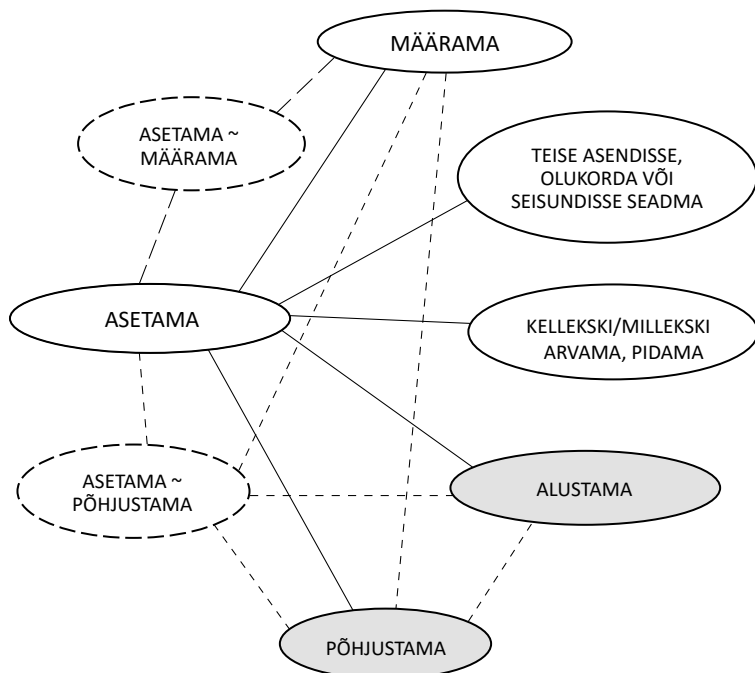 MÄÄRAMA
ASETAMA ~
MÄÄRAMA
TEISE ASENDISSE,
OLUKORDA VÕI
SEISUNDISSE SEADMA
ASETAMA
KELLEKSKI/MILLEKSKI
ARVAMA, PIDAMA
ASETAMA ~
PÕHJUSTAMA
ALUSTAMA
PÕHJUSTAMA